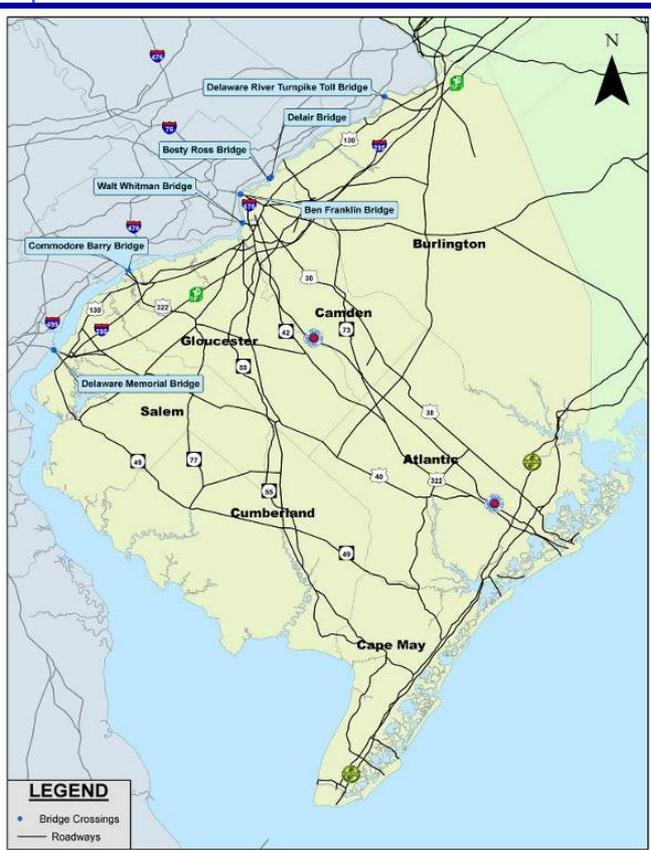 N
476
Delaware River Turnpike Toll Bridge
Delair Bridge
76
130
295
Besty Ross Bridge
Walt Whitman Bridge
Ben Franklin Bridge
476
Burlington
Commodore Barry Bridge
30
130
322
Camden
495
295
42
73
Gloucester
55
Delaware Memorial Bridge
Salem
30
49
77
Atlantic
40
322
55
Cumberland
49
Cape May
LEGEND
Bridge Crossings
Roadways